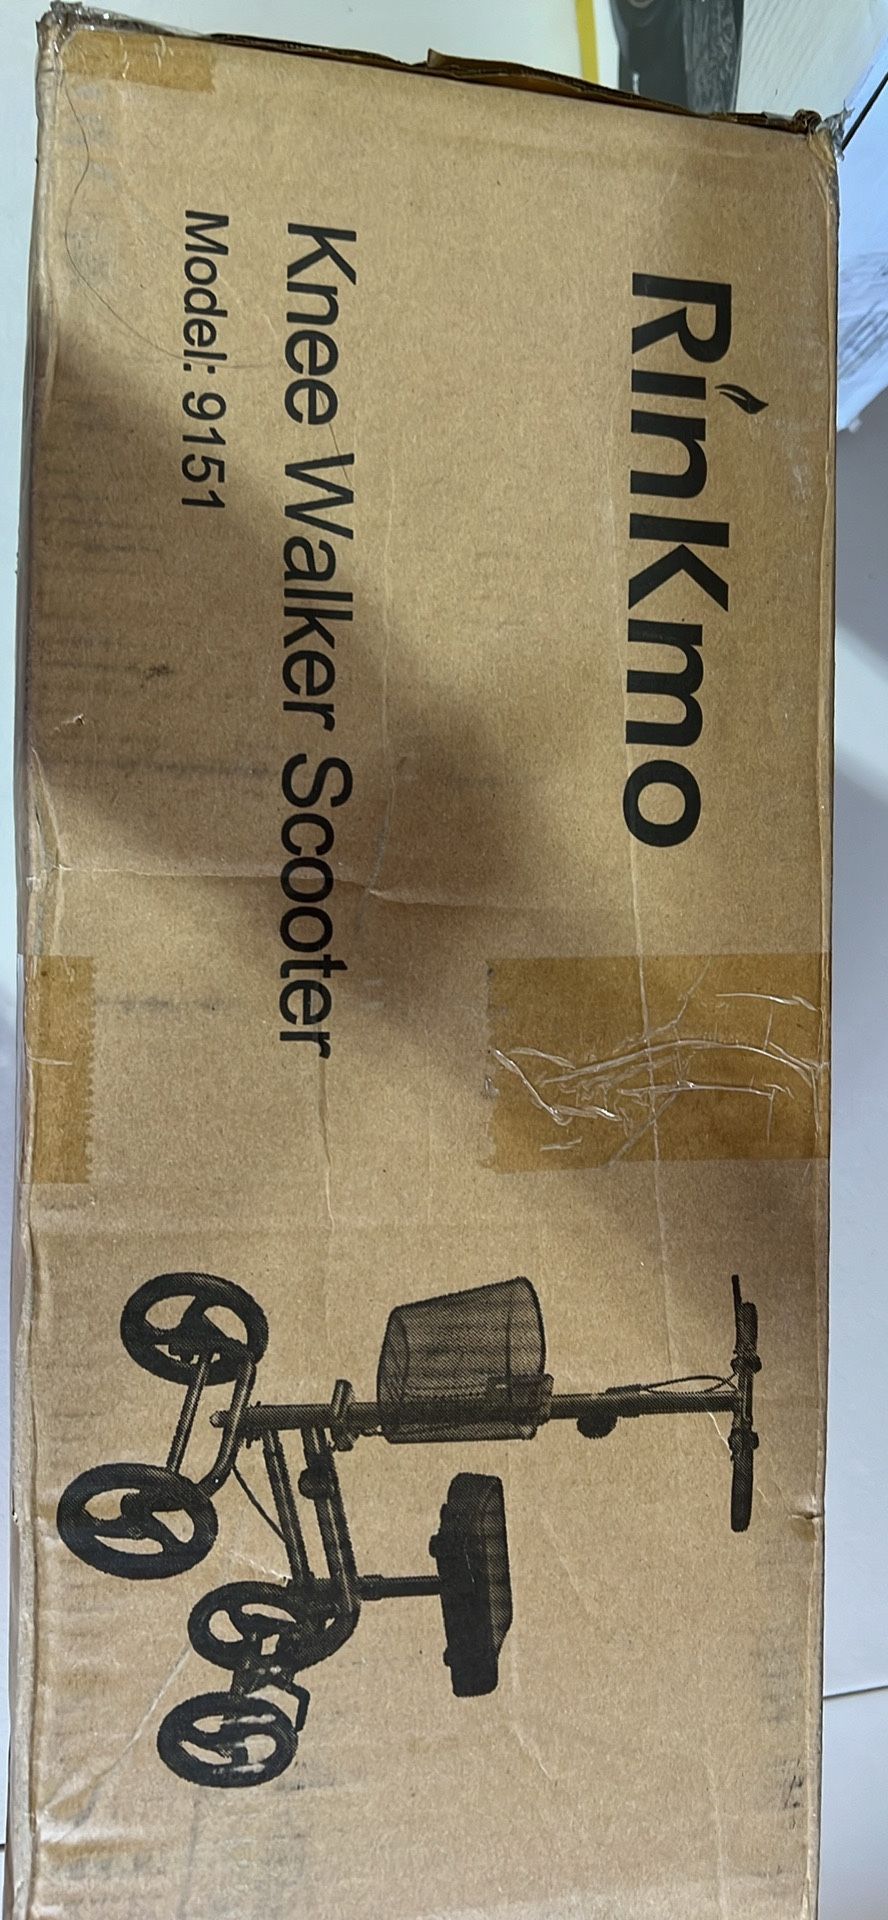 RinKmo
Knee Walker Scooter
Model: 9151